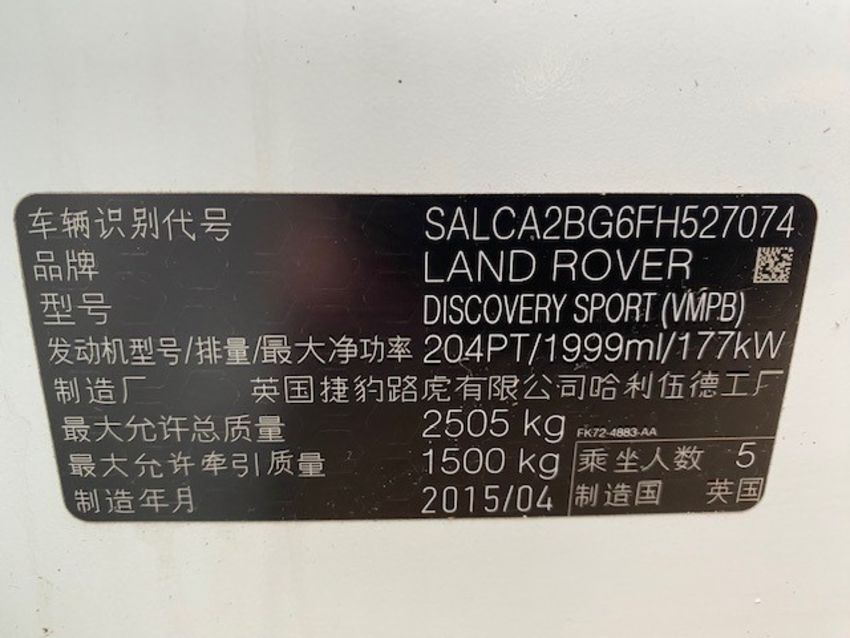 车辆识别代号 SALCA2BG6FH527074
品牌 LAND ROVER
型号 DISCOVERY SPORT (VMPB)
发动机型号/排量/最大净功率 204PT/1999ml/177kW
制造厂 英国捷豹路虎有限公司哈利伍德工厂
最大允许总质量 2505 kg FK72-4883-AA
最大允许牵引质量 1500 kg 乘坐人数 5
制造年月 2015/04 制造国 英国